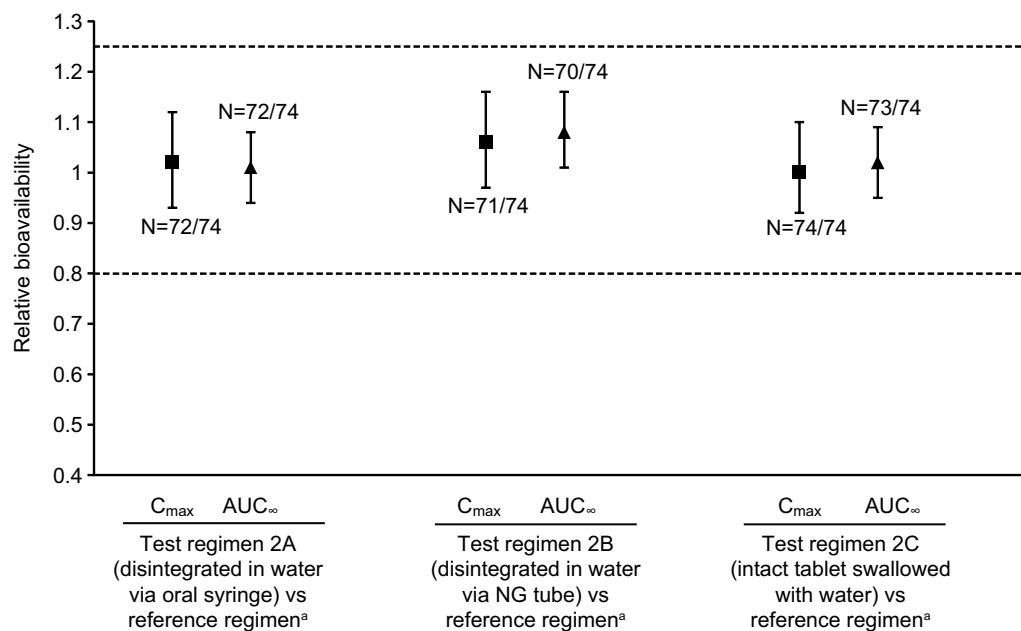 1.3
1.2
1.1
1
0.9
0.8
0.7
0.6
0.5
0.4
Relative bioavailability
N=72/74
N=72/74
N=70/74
N=71/74
N=73/74
N=74/74
Cmax AUC∞
Test regimen 2A
(disintegrated in water
via oral syringe) vs
reference regimenª
Cmax AUC∞
Test regimen 2B
(disintegrated in water
via NG tube) vs
reference regimenª
Cmax AUC∞
Test regimen 2C
(intact tablet swallowed
with water) vs
reference regimenª